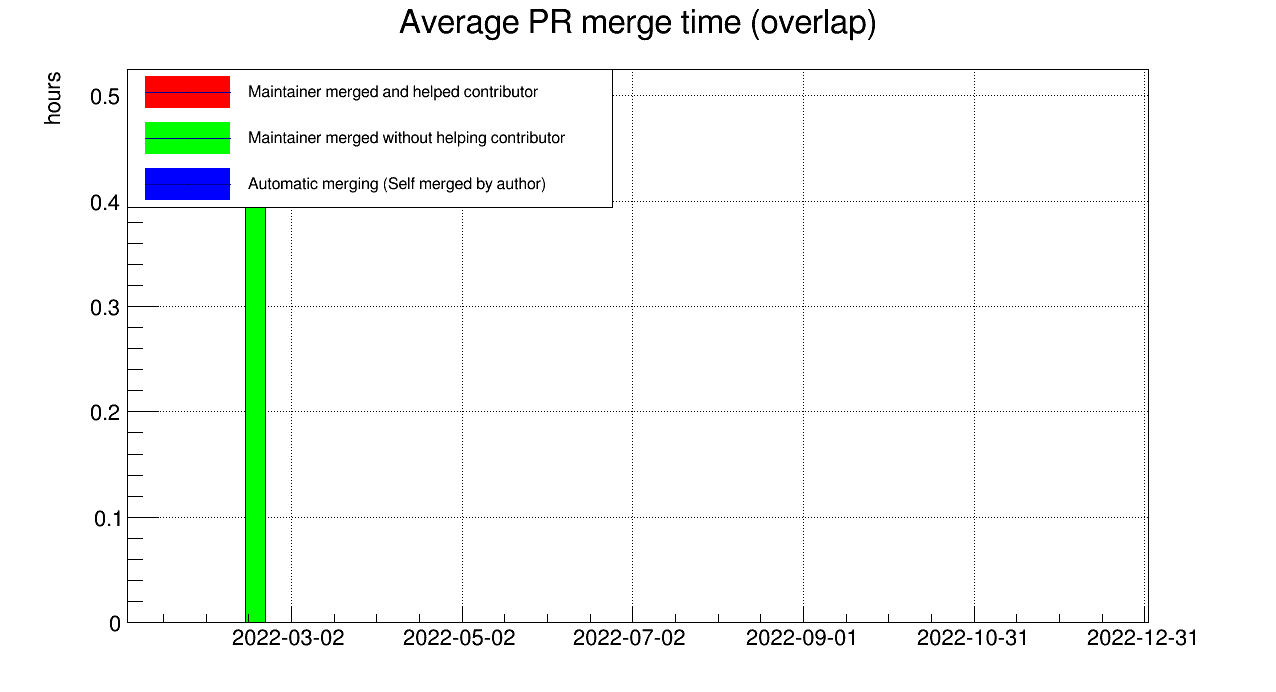 Average PR merge time (overlap)
hours
Maintainer merged and helped contributor
Maintainer merged without helping contributor
Automatic merging (Self merged by author)
0.5
0.4
0.3
0.2
0.1
0
2022-03-02 2022-05-02 2022-07-02 2022-09-01 2022-10-31 2022-12-31